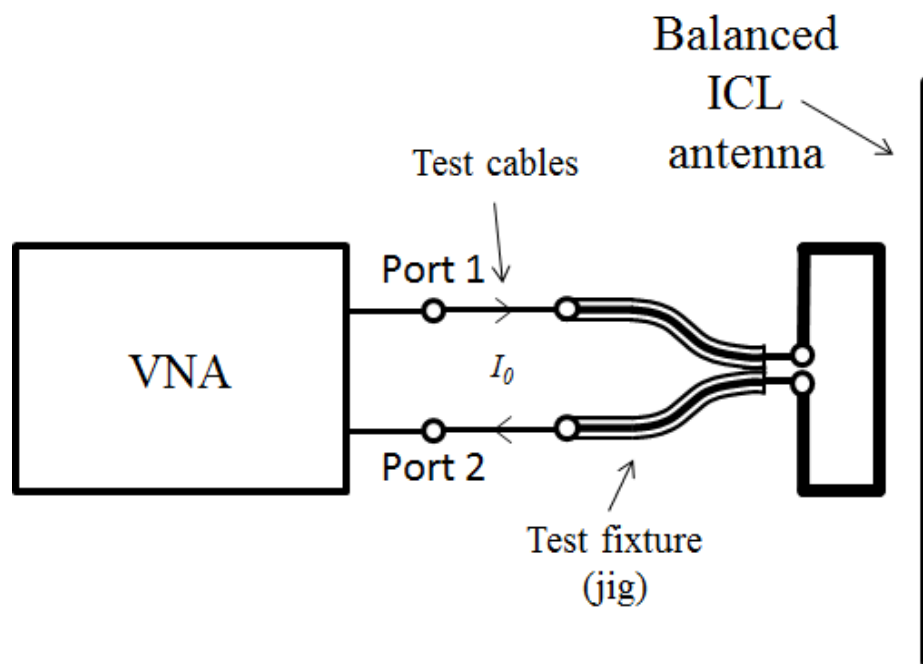 Balanced
ICL
antenna
Test cables
Port 1
VNA
I0
Port 2
Test fixture
(jig)